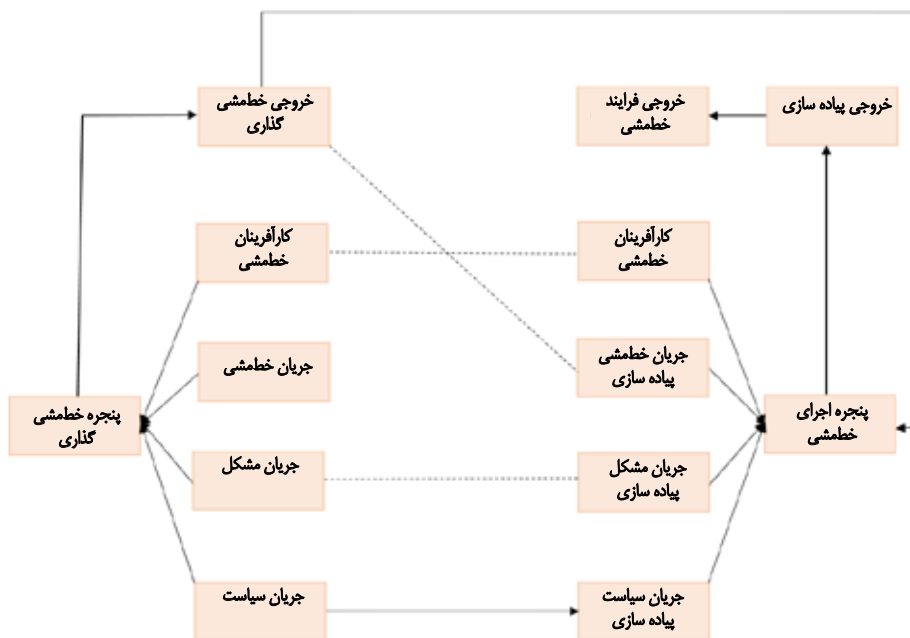 خروجی پیاده سازی
خروجی فرایند
خطمشی
خروجی خطمشی
گذاری
کارآفرینان
خطمشی
کارآفرینان
خطمشی
جریان خطمشی
پیاده سازی
جریان خطمشی
پنجره اجرای
خطمشی
پنجره خطمشی
گذاری
جریان مشکل
پیاده سازی
جریان مشکل
جریان سیاست
پیاده سازی
جریان سیاست